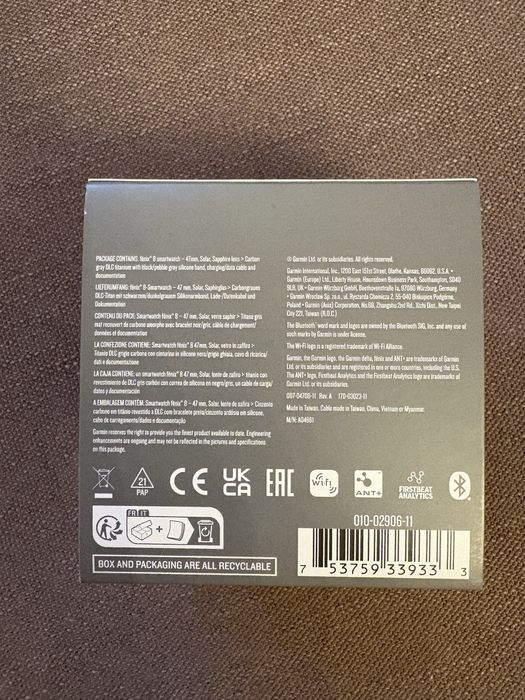 PACKAGE CONTAINS: fēnix® 8 smartwatch – 47mm, Solar, Sapphire lens > Carbon
gray DLC titanium with black/pebble gray silicone band, charging/data cable and
documentation
LIEFERUMFANG: fēnix® 8-Smartwatch – 47 mm, Solar, Saphirglas > Carbongraues
DLC-Titan mit schwarzem/dunkelgrauem Silikonarmband, Lade-/Datenkabel und
Dokumentation
CONTENU DU PACK: Smartwatch fēnix® 8 – 47 mm, Solar, verre saphir > Titane gris
mat recouvert de carbone amorphe avec bracelet noir/gris, câble de chargement/
données et documentation
LA CONFEZIONE CONTIENE: Smartwatch fēnix® 8 – 47 mm, Solar, vetro in zaffiro >
Titanio DLC grigio carbone con cinturino in silicone nero/grigio ghiaia, cavo di ricarica/
dati e documentazione
LA CAJA CONTIENE: un smartwatch fēnix® 8 47 mm, Solar, lente de zafiro > titanio con
revestimiento de DLC gris carbón con correa de silicona en negro/gris, un cable de carga/
datos y documentación
A EMBALAGEM CONTÉM: Smartwatch fēnix® 8 – 47 mm, Solar, lente de safira > Cinzento
carbono em titânio revestido a DLC com bracelete preta/cinzento ardósia em silicone,
cabo de carregamento/dados e documentação
Garmin reserves the right to provide you the finest product available to date. Engineering
enhancements are ongoing and may not be reflected in the pictures and specifications
on this package.
© Garmin Ltd. or its subsidiaries. All rights reserved.
Garmin International, Inc., 1200 East 151st Street, Olathe, Kansas, 66062, U.S.A. •
Garmin (Europe) Ltd., Liberty House, Hounsdown Business Park, Southampton, SO40
9LR, UK • Garmin Würzburg GmbH, Beethovenstraße 1a+b, 97080 Würzburg, Germany
• Garmin Wroclaw Sp. z o.o., ul. Ryszarda Chomicza 2, 55-040 Biskupice Podgórne,
Poland • Garmin (Asia) Corporation, No.68, Zhangshu 2nd Rd., Xizhi Dist., New Taipei
City 221, Taiwan (R.O.C.)
The Bluetooth® word mark and logos are owned by the Bluetooth SIG, Inc. and any use of
such marks by Garmin is under license.
The Wi-Fi logo is a registered trademark of Wi-Fi Alliance.
Garmin, the Garmin logo, the Garmin delta, fēnix and ANT+ are trademarks of Garmin
Ltd. or its subsidiaries and are registered in one or more countries, including the U.S.
The ANT+ logo, Firstbeat Analytics and the Firstbeat Analytics logo are trademarks of
Garmin Ltd. or its subsidiaries.
007-04706-11 Rev. A 170-03023-11
Made in Taiwan. Cable made in Taiwan, China, Vietnam or Myanmar.
M/N: A04661
21
PAP
CE
UK
CA
EAC
WiFi
ANT+
FIRSTBEAT
ANALYTICS
FR IT
+
BOX AND PACKAGING ARE ALL RECYCLABLE
010-02906-11
7 53759 33933 3